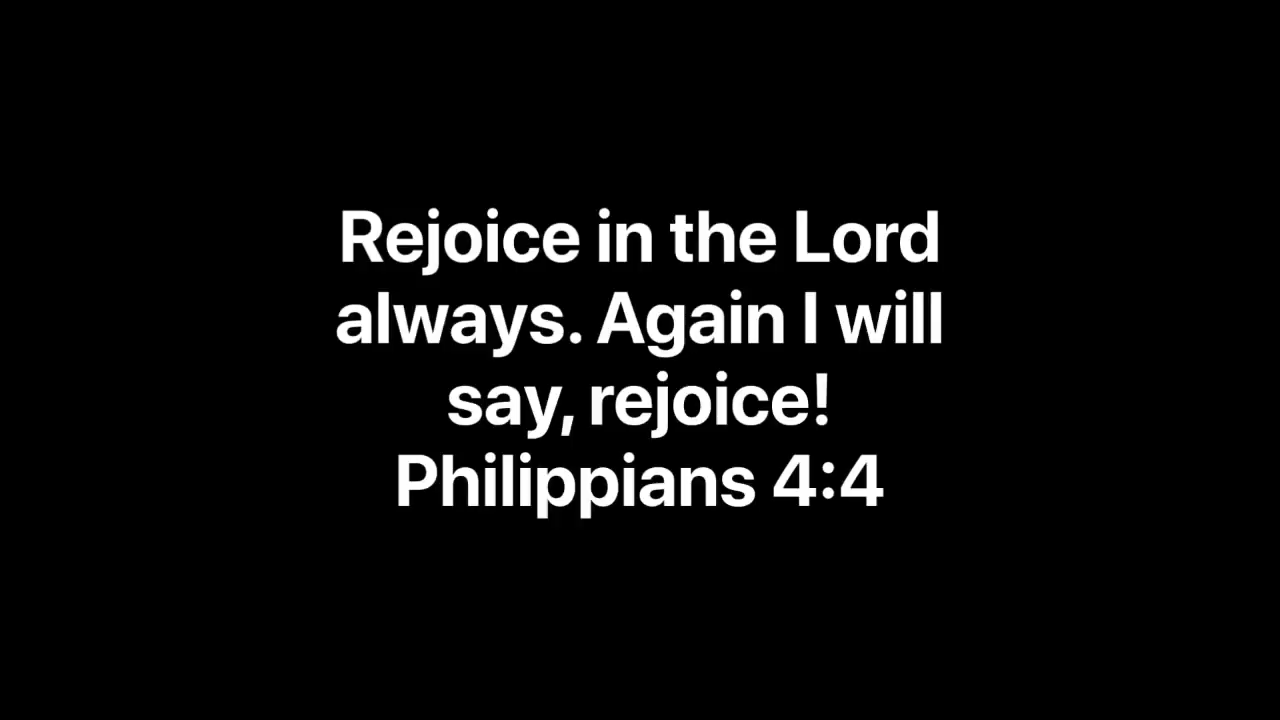 Rejoice in the Lord
always. Again I will
say, rejoice!
Philippians 4:4